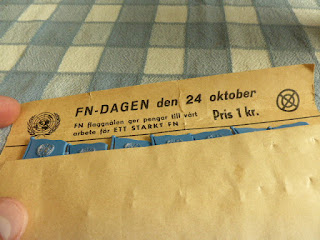 FN-DAGEN den 24 oktober
FN flaggnålen ger pengar till vårt
arbete för ETT STARKT FN
Pris 1 kr.